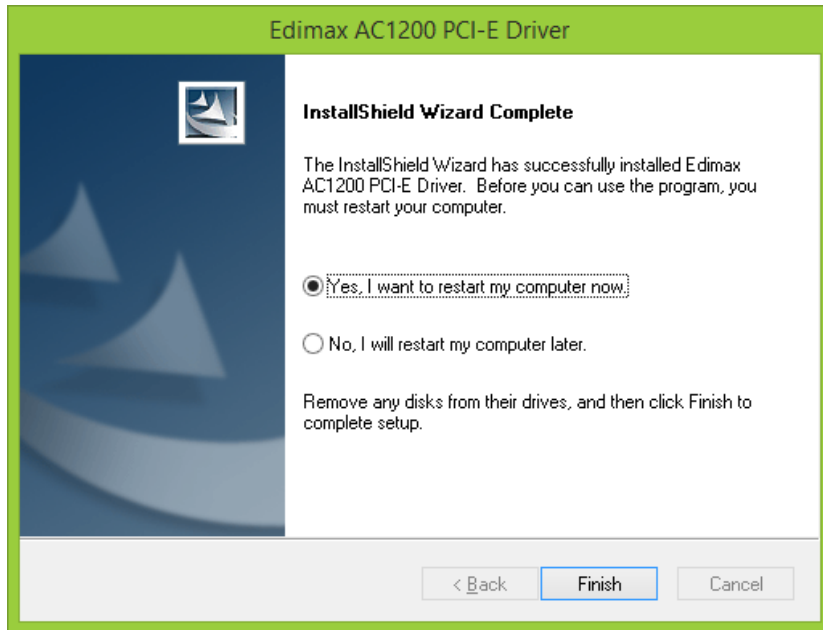 Edimax AC1200 PCI-E Driver
InstallShield Wizard Complete
The InstallShield Wizard has successfully installed Edimax
AC1200 PCI-E Driver. Before you can use the program, you
must restart your computer.
Yes, I want to restart my computer now.
No, I will restart my computer later.
Remove any disks from their drives, and then click Finish to
complete setup.
< Back
Finish
Cancel